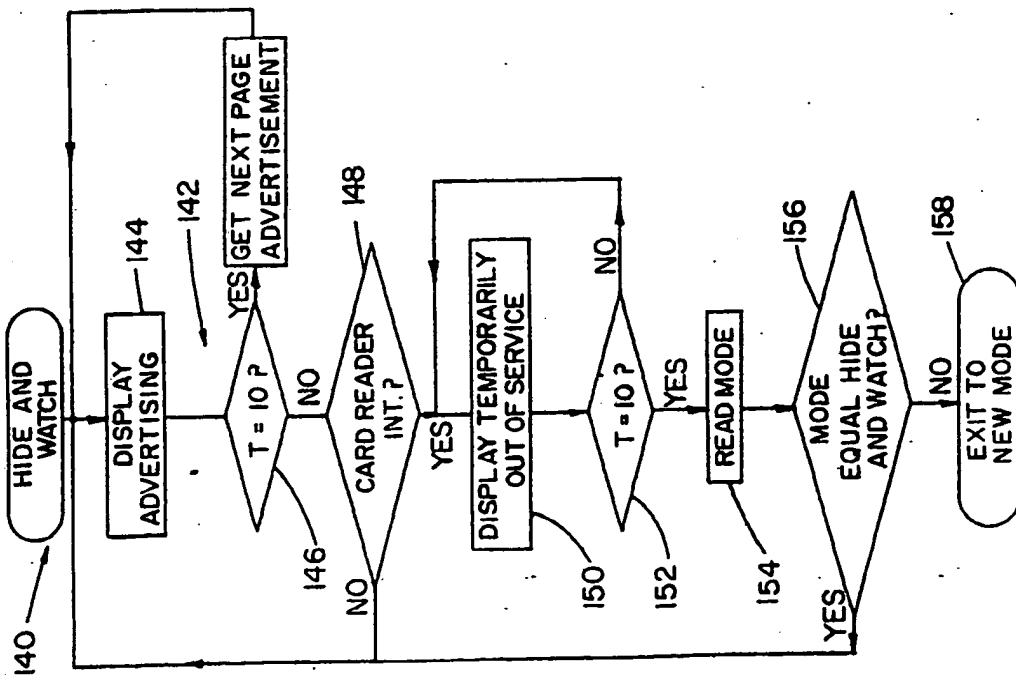 140
HIDE AND
WATCH
DISPLAY
ADVERTISING
144
142
T = 10 ?
146
YES
GET NEXT PAGE
ADVERTISEMENT
NO
CARD READER
INT. ?
148
NO
YES
DISPLAY TEMPORARILY
OUT OF SERVICE
150
T = 10 ?
152
NO
YES
READ MODE
154
MODE
EQUAL HIDE
AND WATCH ?
156
YES
NO
EXIT TO
NEW MODE
158